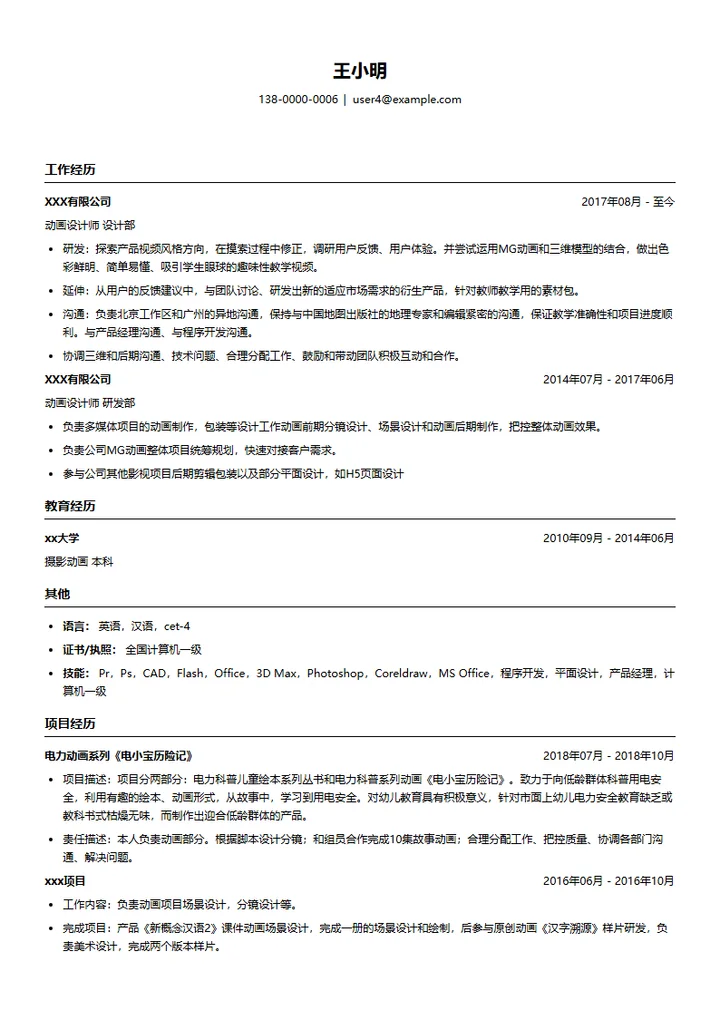 王小明
138-0000-0006 | user4@example.com
工作经历
XXX有限公司 2017年08月 - 至今
动画设计师 设计部
• 研发：探索产品视频风格方向，在摸索过程中修正，调研用户反馈、用户体验。并尝试运用MG动画和三维模型的结合，做出色
彩鲜明、简单易懂、吸引学生眼球的趣味性教学视频。
• 延伸：从用户的反馈建议中，与团队讨论、研发出新的适应市场需求的衍生产品，针对教师教学用的素材包。
• 沟通：负责北京工作区和广州的异地沟通，保持与中国地图出版社的地理专家和编辑紧密的沟通，保证教学准确性和项目进度顺
利。与产品经理沟通、与程序开发沟通。
• 协调三维和后期沟通、技术问题、合理分配工作、鼓励和带动团队积极互动和合作。
XXX有限公司 2014年07月 - 2017年06月
动画设计师 研发部
• 负责多媒体项目的动画制作，包装等设计工作动画前期分镜设计、场景设计和动画后期制作，把控整体动画效果。
• 负责公司MG动画整体项目统筹规划，快速对接客户需求。
• 参与公司其他影视项目后期剪辑包装以及部分平面设计，如H5页面设计
教育经历
xx大学 2010年09月 - 2014年06月
摄影动画 本科
其他
• 语言： 英语，汉语，cet-4
• 证书/执照： 全国计算机一级
• 技能： Pr，Ps，CAD，Flash，Office，3D Max，Photoshop，Coreldraw，MS Office，程序开发，平面设计，产品经理，计
算机一级
项目经历
电力动画系列《电小宝历险记》 2018年07月 - 2018年10月
• 项目描述：项目分两部分：电力科普儿童绘本系列丛书和电力科普系列动画《电小宝历险记》。致力于向低龄群体科普用电安
全，利用有趣的绘本、动画形式，从故事中，学习到用电安全。对幼儿教育具有积极意义，针对市面上幼儿电力安全教育缺乏或
教科书式枯燥无味，而制作出迎合低龄群体的产品。
• 责任描述：本人负责动画部分。根据脚本设计分镜；和组员合作完成10集故事动画；合理分配工作、把控质量、协调各部门沟
通、解决问题。
xxx项目 2016年06月 - 2016年10月
• 工作内容：负责动画项目场景设计，分镜设计等。
• 完成项目：产品《新概念汉语2》课件动画场景设计，完成一册的场景设计和绘制，后参与原创动画《汉字溯源》样片研发，负
责美术设计，完成两个版本样片。